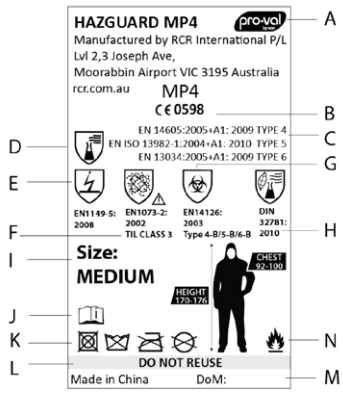 HAZGUARD MP4
pro-val
Manufactured by RCR International P/L
Lvl 2,3 Joseph Ave,
Moorabbin Airport VIC 3195 Australia
rcr.com.au
MP4
CE 0598
EN 14605:2005+A1: 2009 TYPE 4
EN ISO 13982-1:2004+A1: 2010 TYPE 5
EN 13034:2005+A1: 2009 TYPE 6
EN1149-5:
2008
EN1073-2:
2002
TIL CLASS 3
EN14126:
2003
Type 4-B/5-B/6-B
DIN
32781:
2010
Size:
MEDIUM
CHEST
92-100
HEIGHT
170-176
i
DO NOT REUSE
Made in China DoM:
A
B
C
D
E
F
G
H
I
J
K
L
M
N